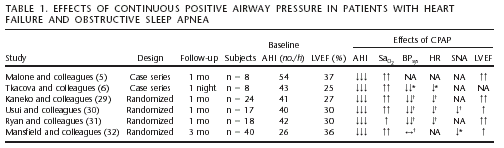 TABLE 1. EFFECTS OF CONTINUOUS POSITIVE AIRWAY PRESSURE IN PATIENTS WITH HEART
FAILURE AND OBSTRUCTIVE SLEEP APNEA
Baseline Effects of CPAP
Study Design Follow-up Subjects AHI (no./h) LVEF (%) AHI SaO2 BPsys HR SNA LVEF
Malone and colleagues (5) Case series 1 mo n = 8 54 37 ↓↓↓ ↑↑ NA NA NA ↑↑
Tkacova and colleagues (6) Case series 1 night n = 8 43 25 ↓↓↓ ↑↑ ↓↓* ↓* NA NA
Kaneko and colleagues (29) Randomized 1 mo n = 24 41 27 ↓↓↓ ↑↑ ↓↓† ↓† NA ↑↑
Usui and colleagues (30) Randomized 1 mo n = 17 40 30 ↓↓↓ ↑↑ ↓↓† ↓† ↓† ↑
Ryan and colleagues (31) Randomized 1 mo n = 18 42 30 ↓↓↓ ↑ ↓↓† ↓† NA ↑↑
Mansfield and colleagues (32) Randomized 3 mo n = 40 26 36 ↓↓↓ ↑↑ ↔† NA ↓* ↑